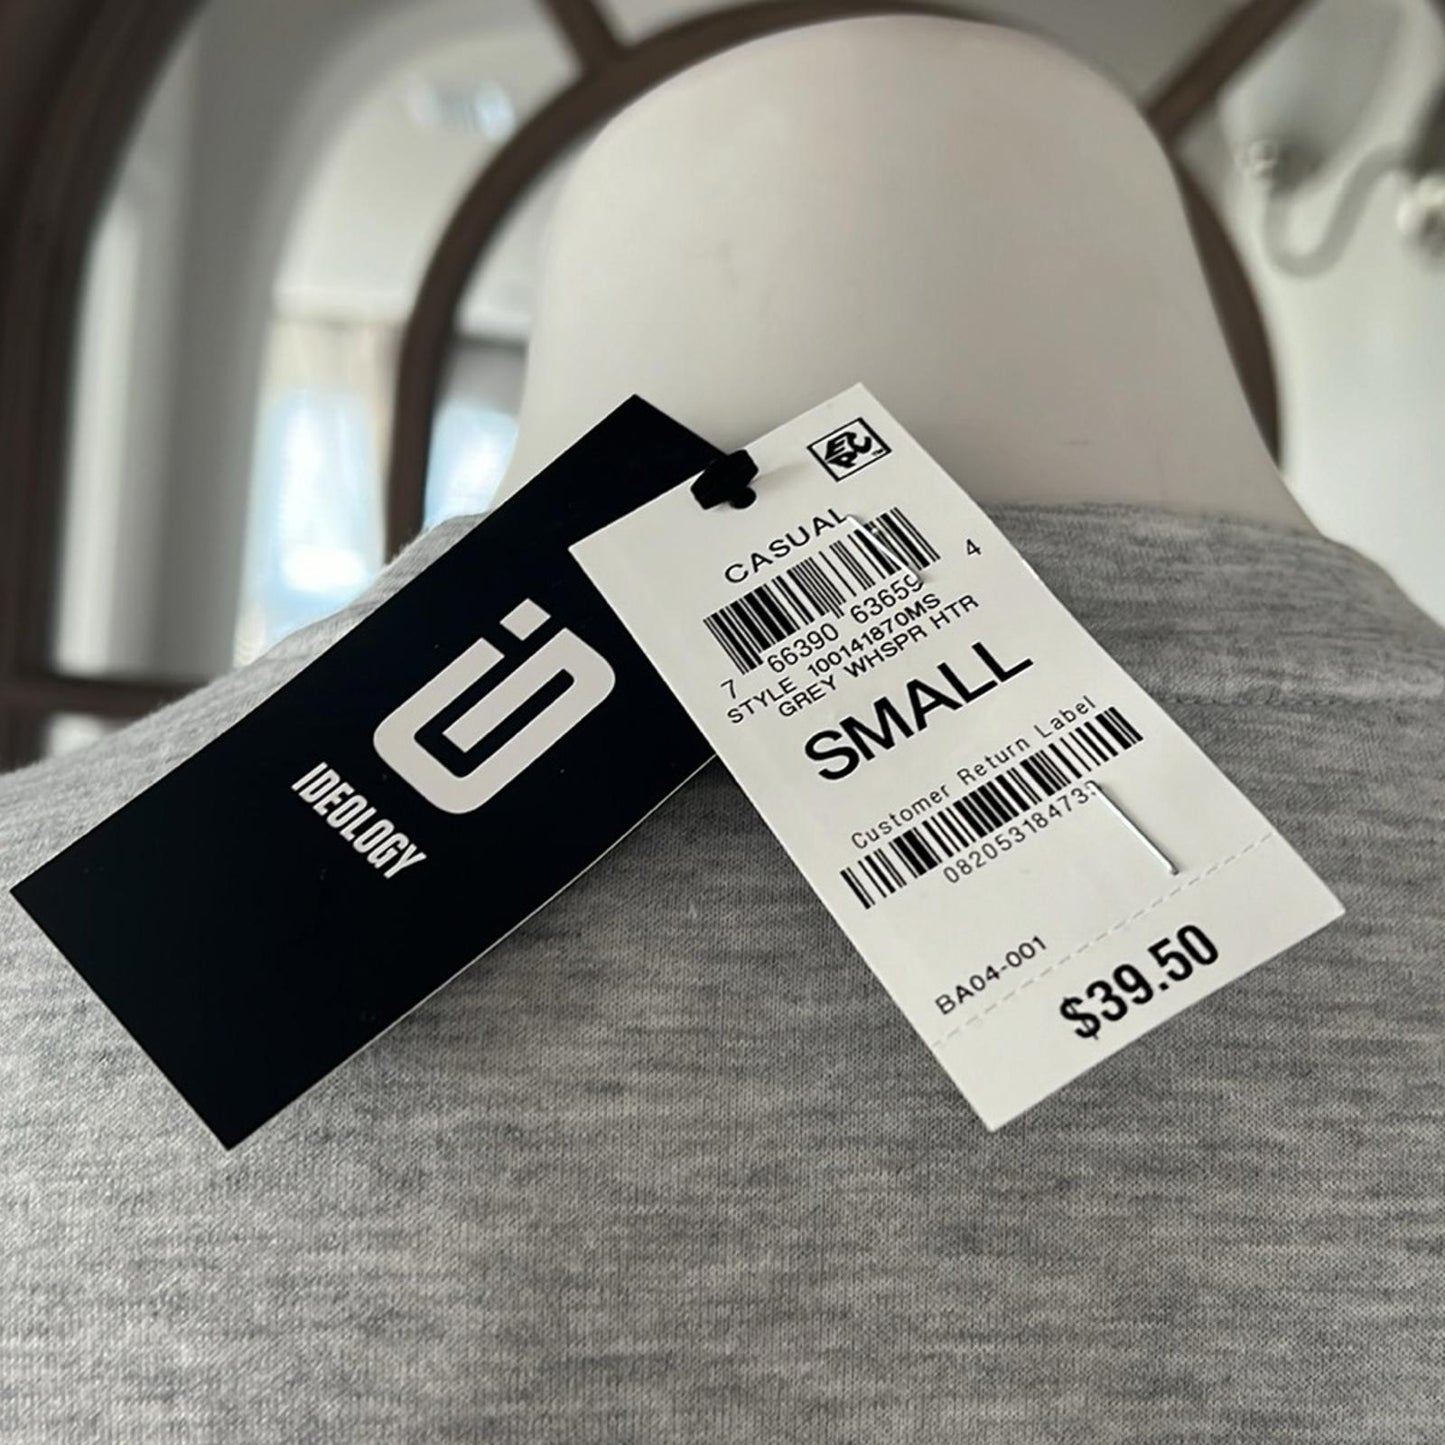 IDEOLOGY
EPC
CASUAL
7 66390 63659 4
STYLE 100141870MS
GREY WHSPR HTR
SMALL
Customer Return Label
BA04-001
$39.50